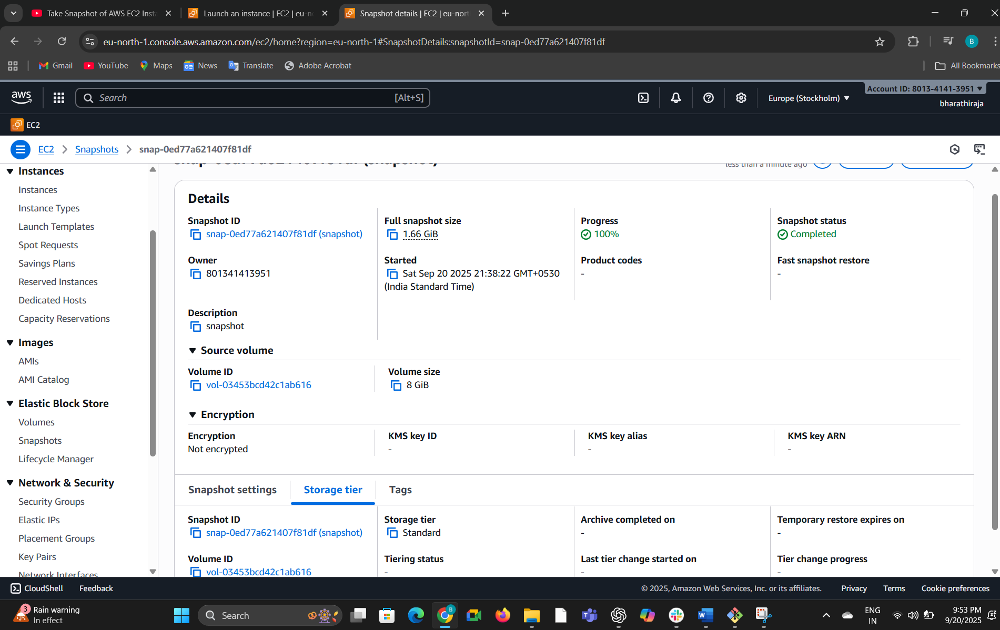 Take Snapshot of AWS EC2 Insta
Launch an instance | EC2 | eu-no
Snapshot details | EC2 | eu-nort
eu-north-1.console.aws.amazon.com/ec2/home?region=eu-north-1#SnapshotDetails:snapshotId=snap-0ed77a621407f81df
B
Gmail
YouTube
Maps
News
Translate
Adobe Acrobat
All Bookmarks
aws
Search
[Alt+S]
Europe (Stockholm)
Account ID: 8013-4141-3951
bharathiraja
EC2
EC2
Snapshots
snap-0ed77a621407f81df
Instances
Instances
Instance Types
Launch Templates
Spot Requests
Savings Plans
Reserved Instances
Dedicated Hosts
Capacity Reservations
Images
AMIs
AMI Catalog
Elastic Block Store
Volumes
Snapshots
Lifecycle Manager
Network & Security
Security Groups
Elastic IPs
Placement Groups
Key Pairs
Network Interfaces
snap-0ed77a621407f81df (snapshot)
less than a minute ago
Details
Snapshot ID
snap-0ed77a621407f81df (snapshot)
Full snapshot size
1.66 GiB
Progress
100%
Snapshot status
Completed
Owner
801341413951
Started
Sat Sep 20 2025 21:38:22 GMT+0530
(India Standard Time)
Product codes
-
Fast snapshot restore
-
Description
snapshot
Source volume
Volume ID
vol-03453bcd42c1ab616
Volume size
8 GiB
Encryption
Encryption
Not encrypted
KMS key ID
-
KMS key alias
-
KMS key ARN
-
Snapshot settings
Storage tier
Tags
Snapshot ID
snap-0ed77a621407f81df (snapshot)
Storage tier
Standard
Archive completed on
-
Temporary restore expires on
-
Volume ID
vol-03453bcd42c1ab616
Tiering status
-
Last tier change started on
-
Tier change progress
-
CloudShell
Feedback
© 2025, Amazon Web Services, Inc. or its affiliates.
Privacy
Terms
Cookie preferences
3
Rain warning
In effect
Search
B
ENG
IN
9:53 PM
9/20/2025